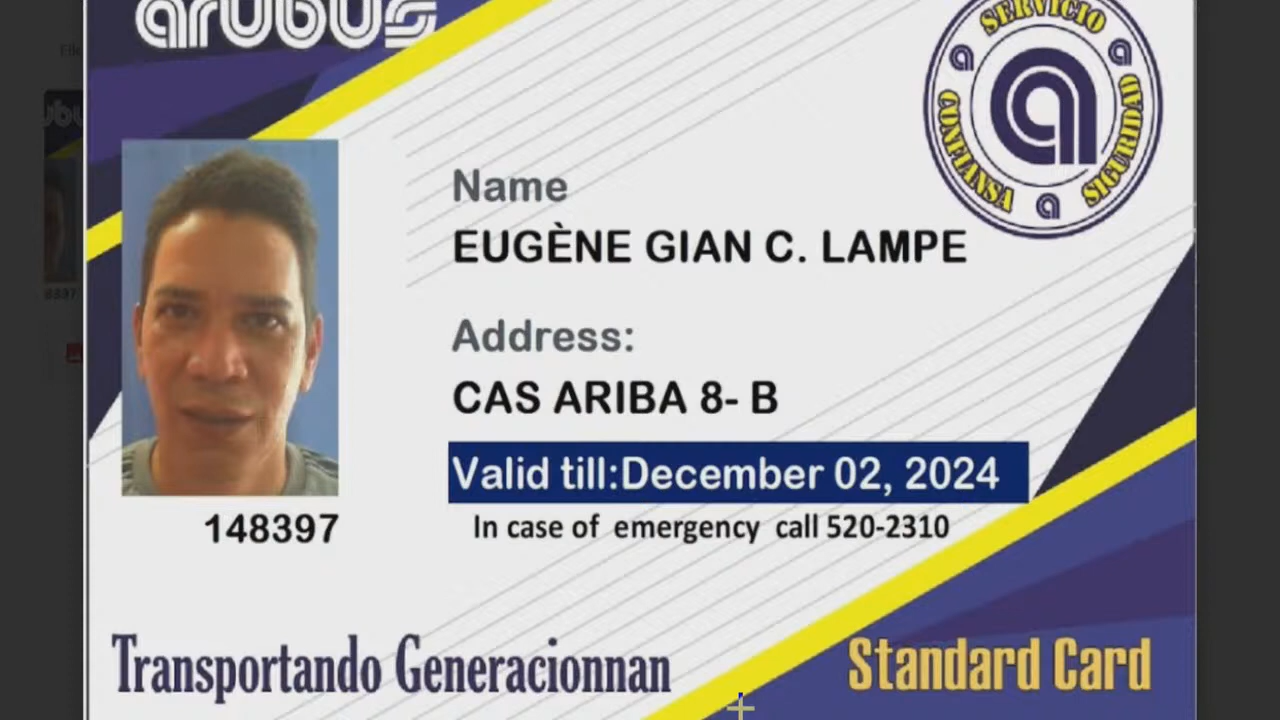 arubus
SERVICIO
CONFIANSA
SIGURIDAD
Name
EUGÈNE GIAN C. LAMPE
Address:
CAS ARIBA 8- B
Valid till:December 02, 2024
148397
In case of emergency call 520-2310
Transportando Generacionnan
Standard Card